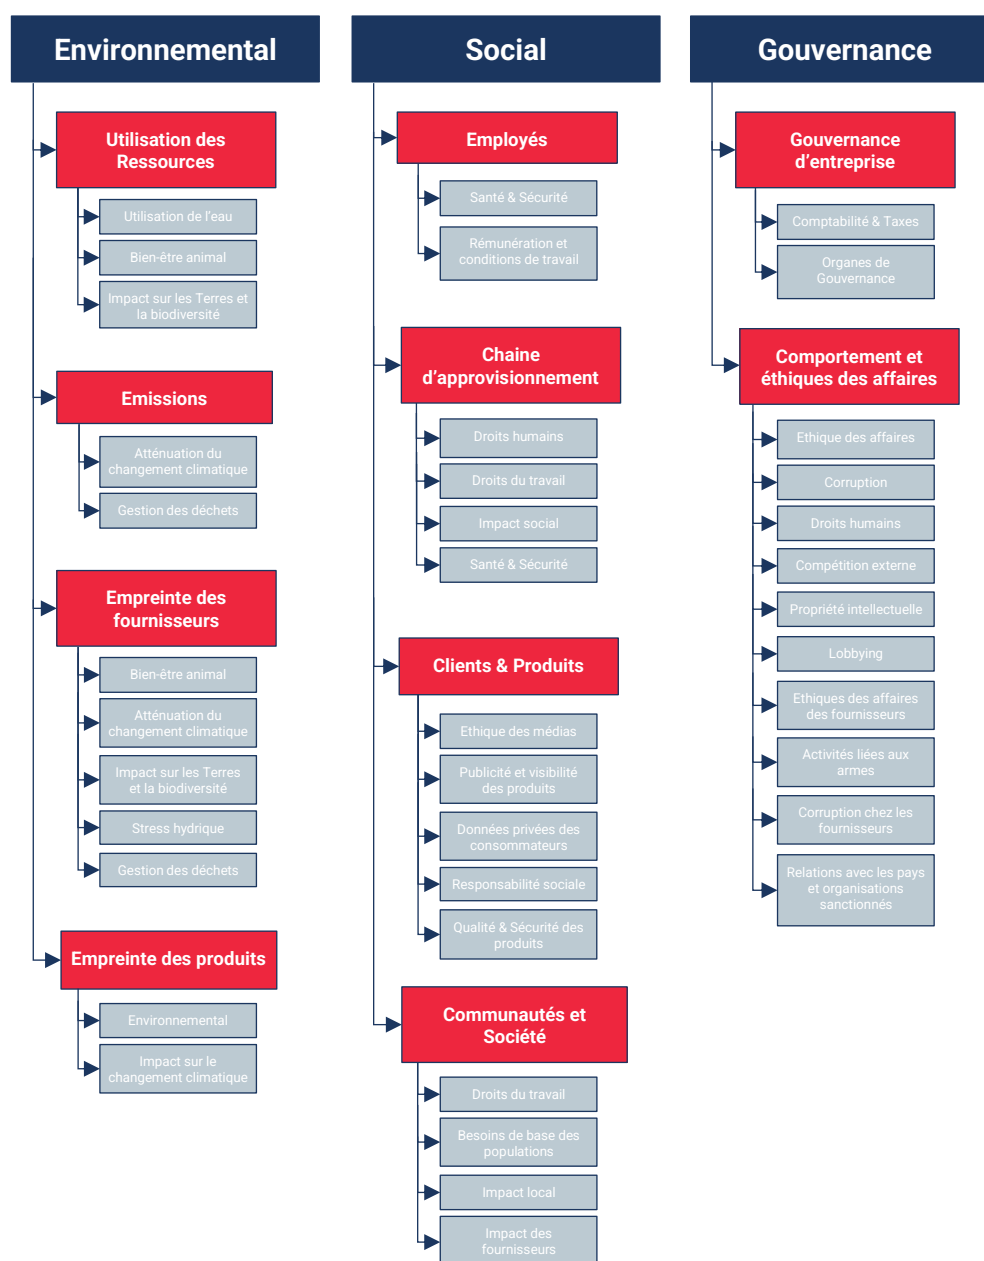 Environnemental
Utilisation des
Ressources
Utilisation de l'eau
Bien-être animal
Impact sur les Terres et
la biodiversité
Emissions
Atténuation du
changement climatique
Gestion des déchets
Empreinte des
fournisseurs
Bien-être animal
Atténuation du
changement climatique
Impact sur les Terres
et la biodiversité
Stress hydrique
Gestion des déchets
Empreinte des produits
Environnemental
Impact sur le
changement climatique
Social
Employés
Santé & Sécurité
Rémunération et
conditions de travail
Chaine
d'approvisionnement
Droits humains
Droits du travail
Impact social
Santé & Sécurité
Clients & Produits
Ethique des médias
Publicité et visibilité
des produits
Données privées des
consommateurs
Responsabilité sociale
Qualité & Sécurité des
produits
Communautés et
Société
Droits du travail
Besoins de base des
populations
Impact local
Impact des
fournisseurs
Gouvernance
Gouvernance
d'entreprise
Comptabilité & Taxes
Organes de
Gouvernance
Comportement et
éthiques des affaires
Ethique des affaires
Corruption
Droits humains
Compétition externe
Propriété intellectuelle
Lobbying
Ethiques des affaires
des fournisseurs
Activités liées aux
armes
Corruption chez les
fournisseurs
Relations avec les pays
et organisations
sanctionnés